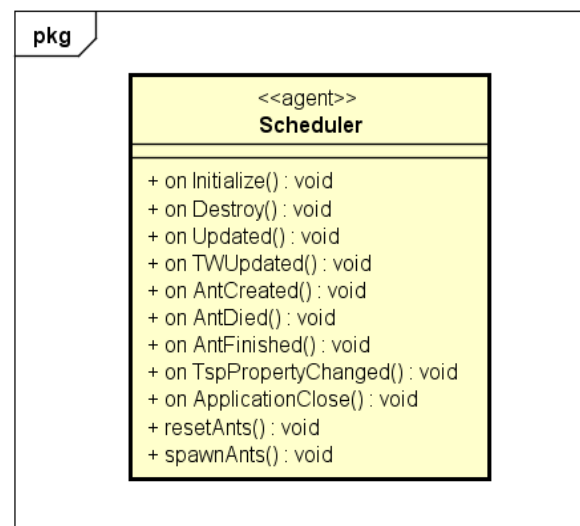 pkg
<<agent>>
Scheduler
+ on Initialize() : void
+ on Destroy() : void
+ on Updated() : void
+ on TWUpdated() : void
+ on AntCreated() : void
+ on AntDied() : void
+ on AntFinished() : void
+ on TspPropertyChanged() : void
+ on ApplicationClose() : void
+ resetAnts() : void
+ spawnAnts() : void